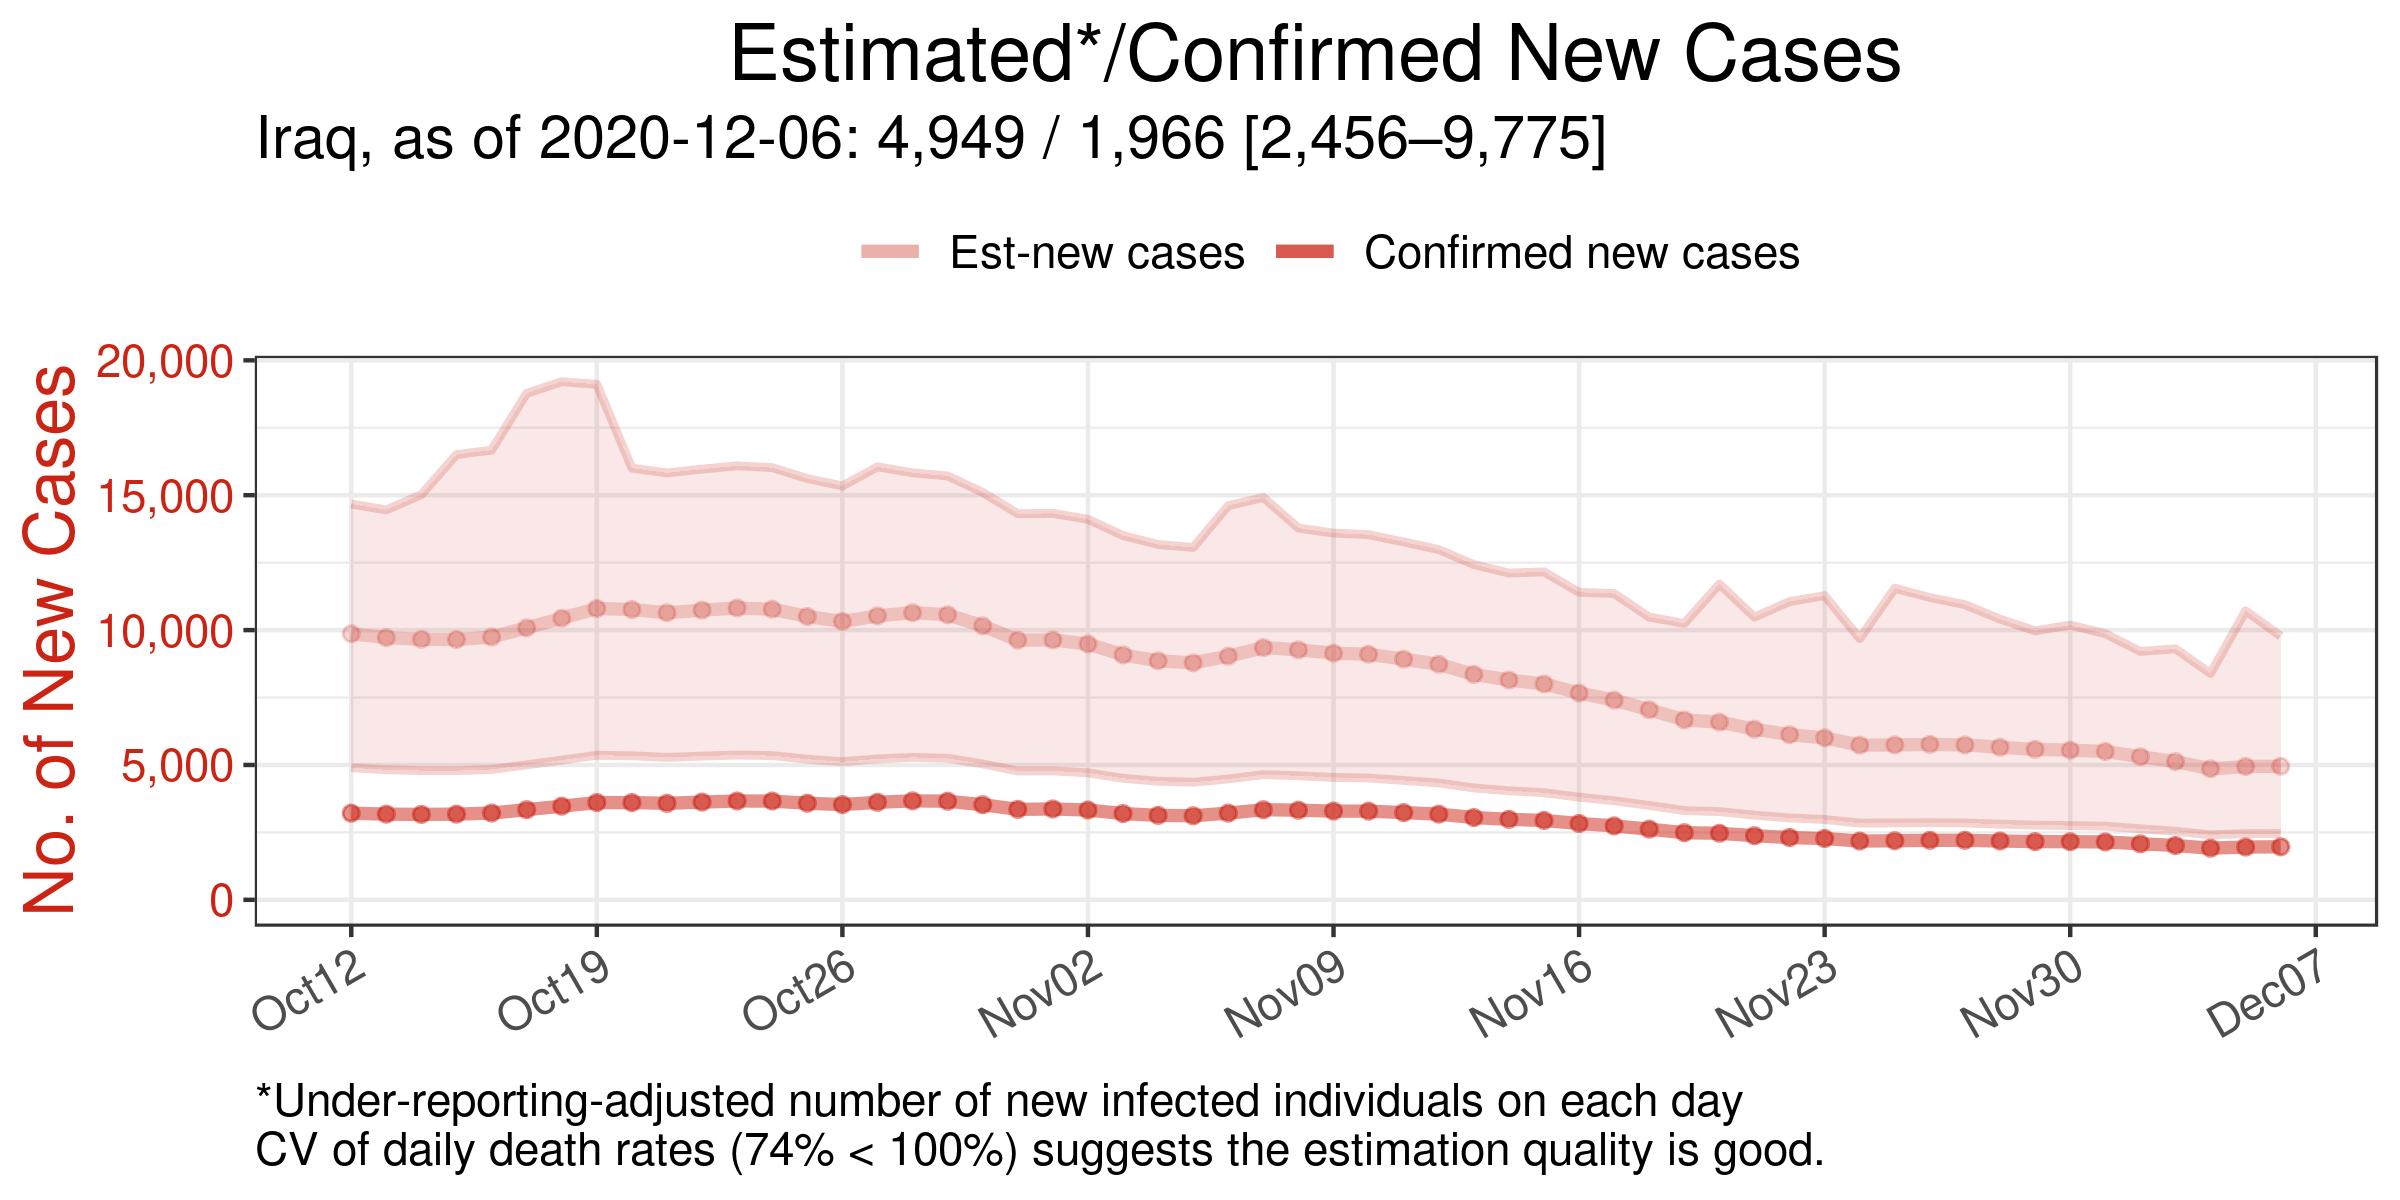 Estimated*/Confirmed New Cases
Iraq, as of 2020-12-06: 4,949 / 1,966 [2,456–9,775]
Est-new cases Confirmed new cases
No. of New Cases
20,000
15,000
10,000
5,000
0
Oct12 Oct19 Oct26 Nov02 Nov09 Nov16 Nov23 Nov30 Dec07
*Under-reporting-adjusted number of new infected individuals on each day
CV of daily death rates (74% < 100%) suggests the estimation quality is good.